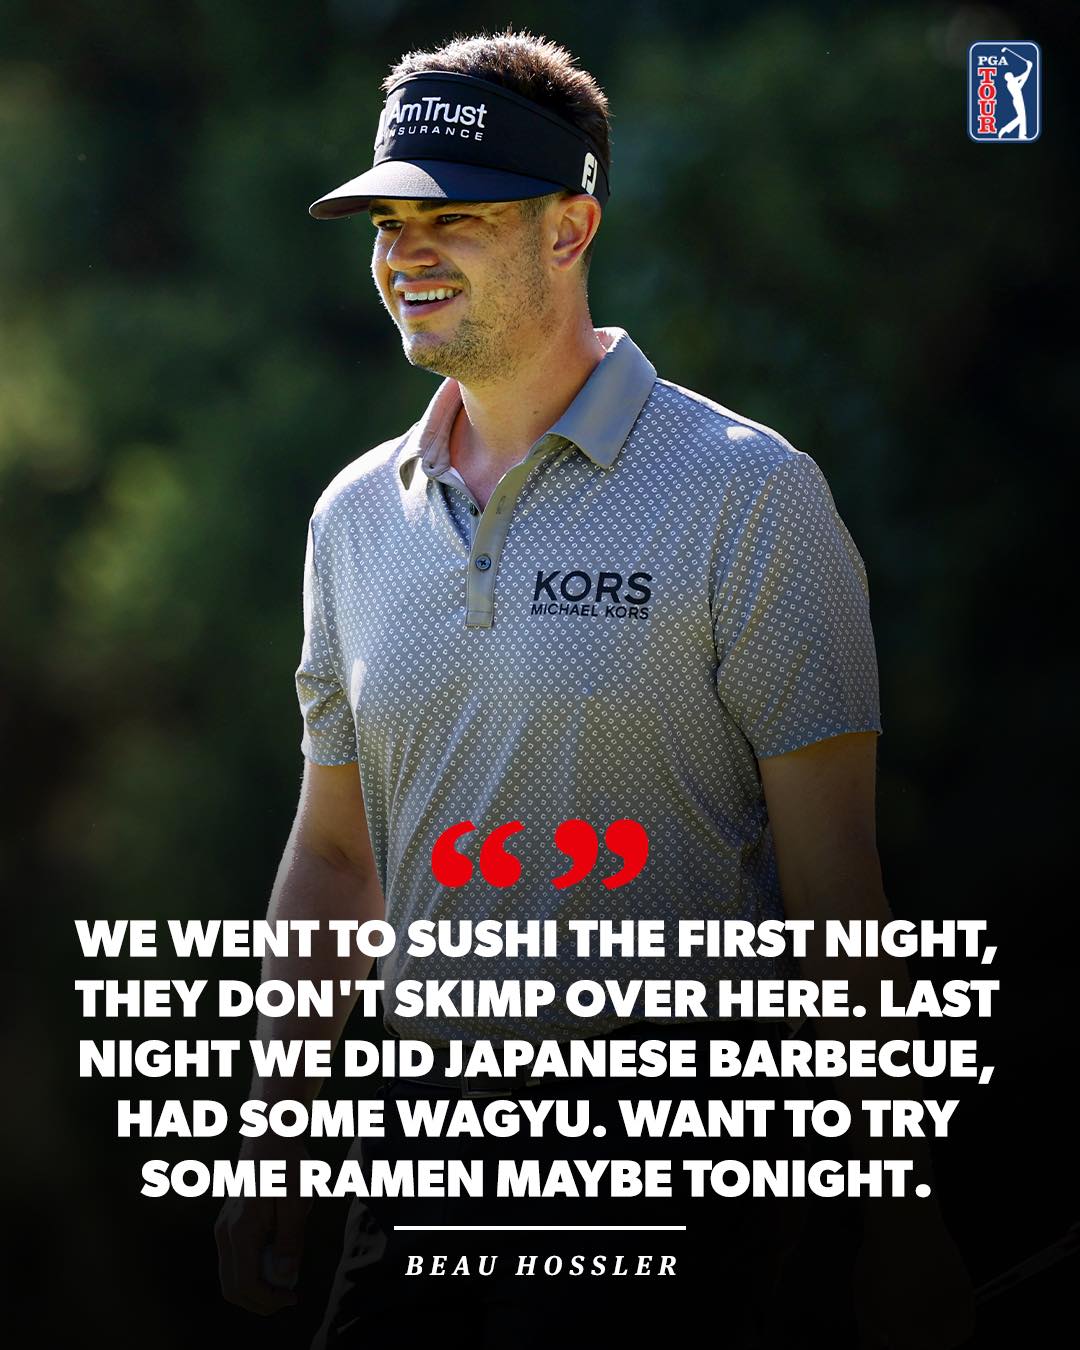 PGA
TOUR
AmTrust
INSURANCE
FJ
KORS
MICHAEL KORS
“ ”
WE WENT TO SUSHI THE FIRST NIGHT,
THEY DON'T SKIMP OVER HERE. LAST
NIGHT WE DID JAPANESE BARBECUE,
HAD SOME WAGYU. WANT TO TRY
SOME RAMEN MAYBE TONIGHT.
BEAU HOSSLER